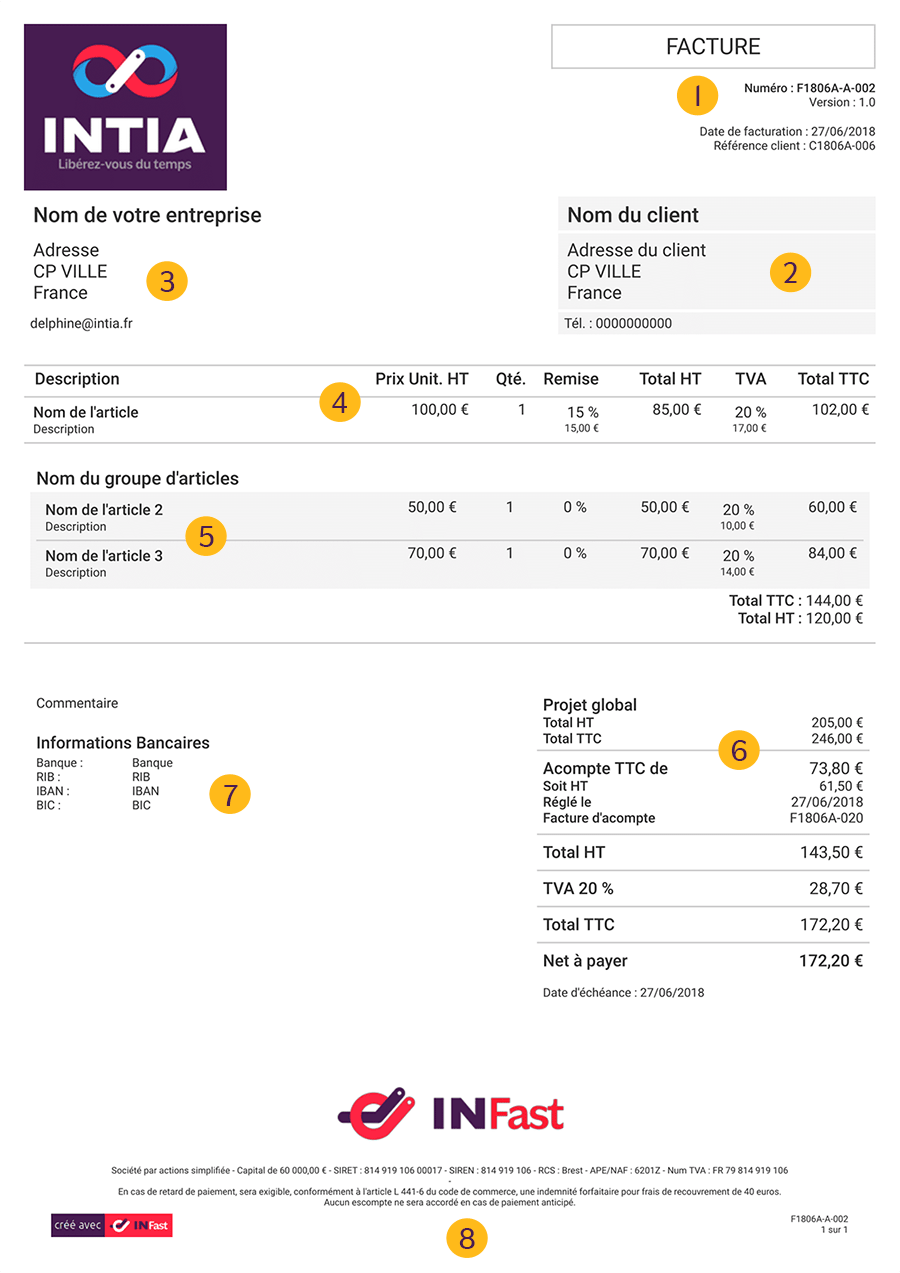 INTIA
Libérez-vous du temps
FACTURE
1
Numéro : F1806A-A-002
Version : 1.0
Date de facturation : 27/06/2018
Référence client : C1806A-006
Nom de votre entreprise
Adresse
CP VILLE
France
3
delphine@intia.fr
Nom du client
Adresse du client
CP VILLE
France
2
Tél. : 0000000000
Description Prix Unit. HT Qté. Remise Total HT TVA Total TTC
4
Nom de l'article 100,00 € 1 15 % 85,00 € 20 % 102,00 €
Description 15,00 € 17,00 €
Nom du groupe d'articles
Nom de l'article 2 50,00 € 1 0 % 50,00 € 20 % 60,00 €
Description 10,00 €
5
Nom de l'article 3 70,00 € 1 0 % 70,00 € 20 % 84,00 €
Description 14,00 €
Total TTC : 144,00 €
Total HT : 120,00 €
Commentaire
Informations Bancaires
Banque : Banque
RIB : RIB
IBAN : IBAN
BIC : BIC
7
Projet global
Total HT 205,00 €
Total TTC 246,00 €
6
Acompte TTC de 73,80 €
Soit HT 61,50 €
Réglé le 27/06/2018
Facture d'acompte F1806A-020
Total HT 143,50 €
TVA 20 % 28,70 €
Total TTC 172,20 €
Net à payer 172,20 €
Date d'échéance : 27/06/2018
INFast
Société par actions simplifiée - Capital de 60 000,00 € - SIRET : 814 919 106 00017 - SIREN : 814 919 106 - RCS : Brest - APE/NAF : 6201Z - Num TVA : FR 79 814 919 106
-
En cas de retard de paiement, sera exigible, conformément à l'article L 441-6 du code de commerce, une indemnité forfaitaire pour frais de recouvrement de 40 euros.
Aucun escompte ne sera accordé en cas de paiement anticipé.
créé avec INFast
8
F1806A-A-002
1 sur 1